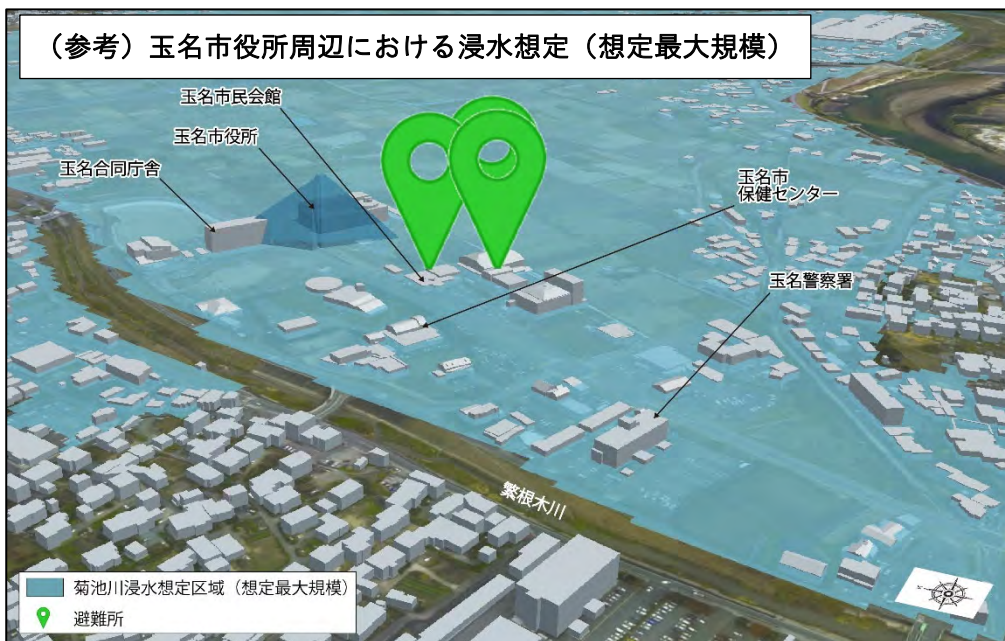 （参考）玉名市役所周辺における浸水想定（想定最大規模）
玉名市民会館
玉名市役所
玉名合同庁舎
玉名市
保健センター
玉名警察署
繁根木川
菊池川浸水想定区域（想定最大規模）
避難所